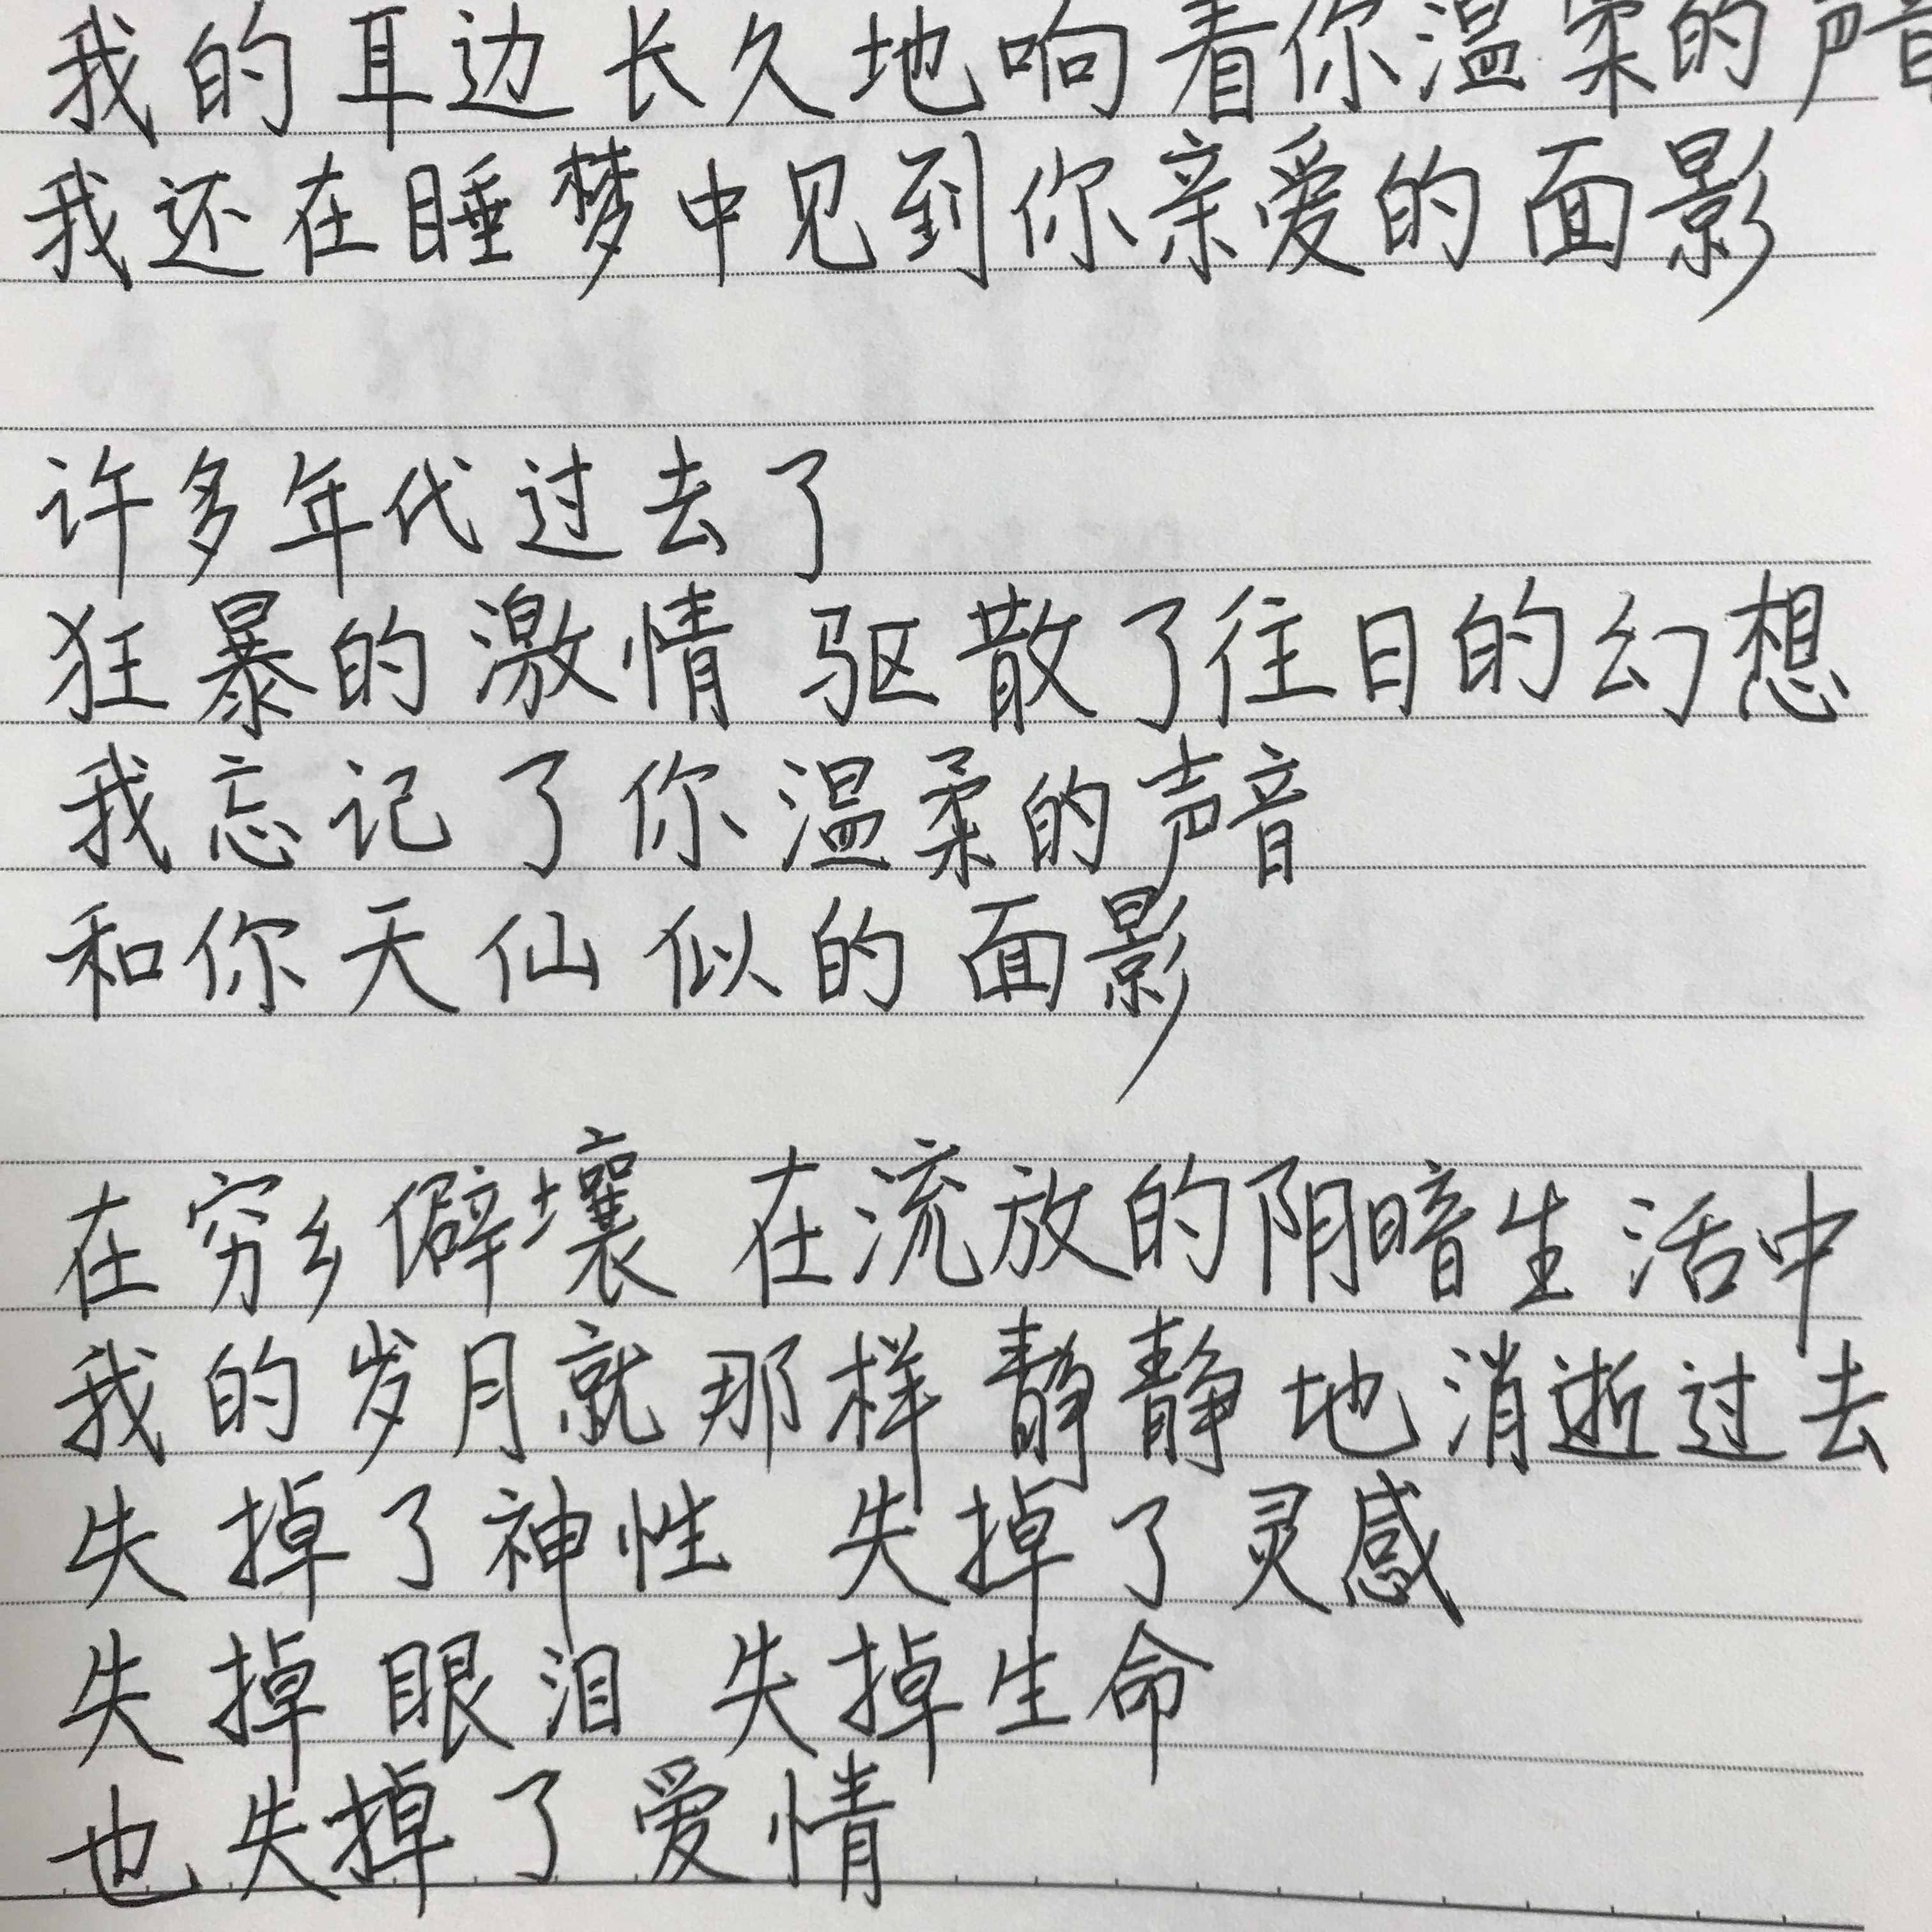 我的耳边长久地响着你温柔的声音
我还在睡梦中见到你亲爱的面影
许多年代过去了
狂暴的激情 驱散了往日的幻想
我忘记了你温柔的声音
和你天仙似的面影
在穷乡僻壤 在流放的阴暗生活中
我的岁月就那样静静地消逝过去
失掉了神性 失掉了灵感
失掉眼泪 失掉生命
也失掉了爱情